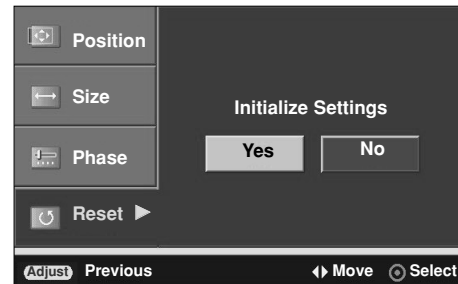 Position
Size
Phase
Reset
Initialize Settings
Yes No
Adjust Previous Move Select